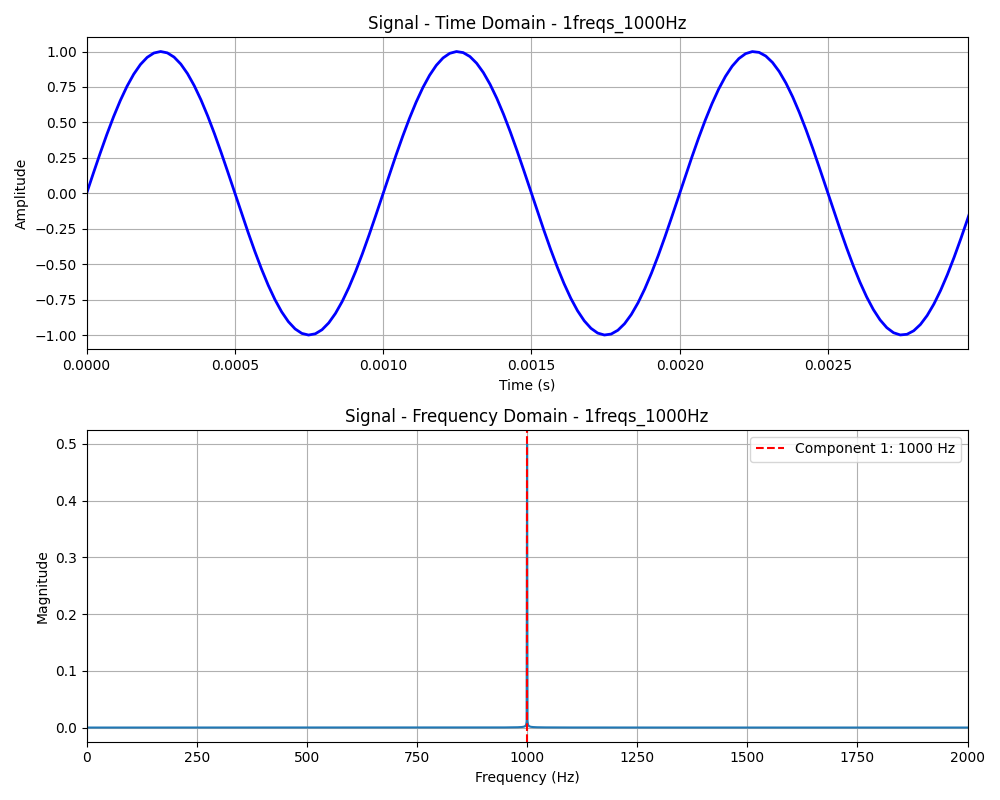 Signal - Time Domain - 1freqs_1000Hz
1.00
0.75
0.50
0.25
0.00
−0.25
−0.50
−0.75
−1.00
Amplitude
0.0000 0.0005 0.0010 0.0015 0.0020 0.0025
Time (s)
Signal - Frequency Domain - 1freqs_1000Hz
Component 1: 1000 Hz
0.5
0.4
0.3
0.2
0.1
0.0
Magnitude
0 250 500 750 1000 1250 1500 1750 2000
Frequency (Hz)